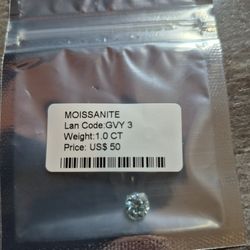 MOISSANITE
Lan Code:GVY 3
Weight:1.0 CT
Price: US$ 50